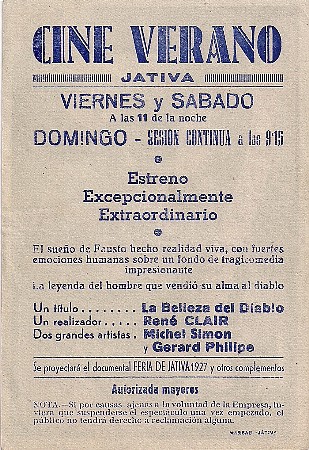 CINE VERANO
JATIVA
VIERNES y SABADO
A las 11 de la noche
DOMINGO - SESION CONTINUA a las 9'15
Estreno
Excepcionalmente
Extraordinario
El sueño de Fausto hecho realidad viva, con fuertes
emociones humanas sobre un fondo de tragicomedia
impresionante
La leyenda del hombre que vendió su alma al diablo
Un título........ La Belleza del Diablo
Un realizador..... René CLAIR
Dos grandes artistas. Michel Simon
y Gerard Philipe
Se proyectará el documental FERIA DE JATIVA 1927 y otros complementos
Autorizada mayores
NOTA.-Si por causas ajenas a la voluntad de la Empresa, tu-
viera que suspenderse el espectáculo una vez empezado, el
público no tendrá derecho a reclamación alguna.
JATIVA